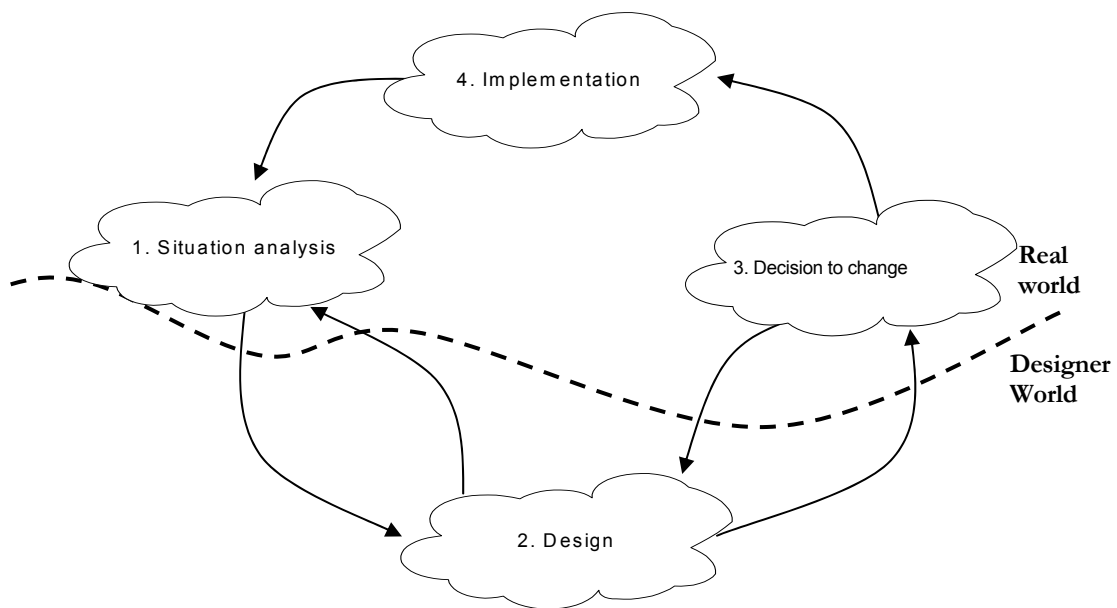 4. Implementation
1. Situation analysis
3. Decision to change
Real
world
Designer
World
2. Design